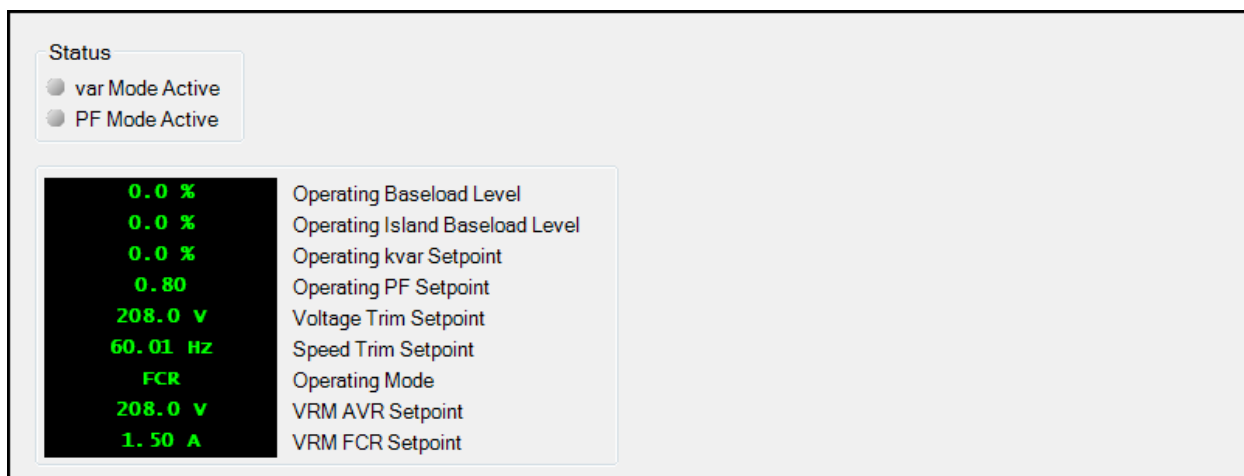 Status
var Mode Active
PF Mode Active
0.0 % Operating Baseload Level
0.0 % Operating Island Baseload Level
0.0 % Operating kvar Setpoint
0.80 Operating PF Setpoint
208.0 V Voltage Trim Setpoint
60.01 Hz Speed Trim Setpoint
FCR Operating Mode
208.0 V VRM AVR Setpoint
1.50 A VRM FCR Setpoint